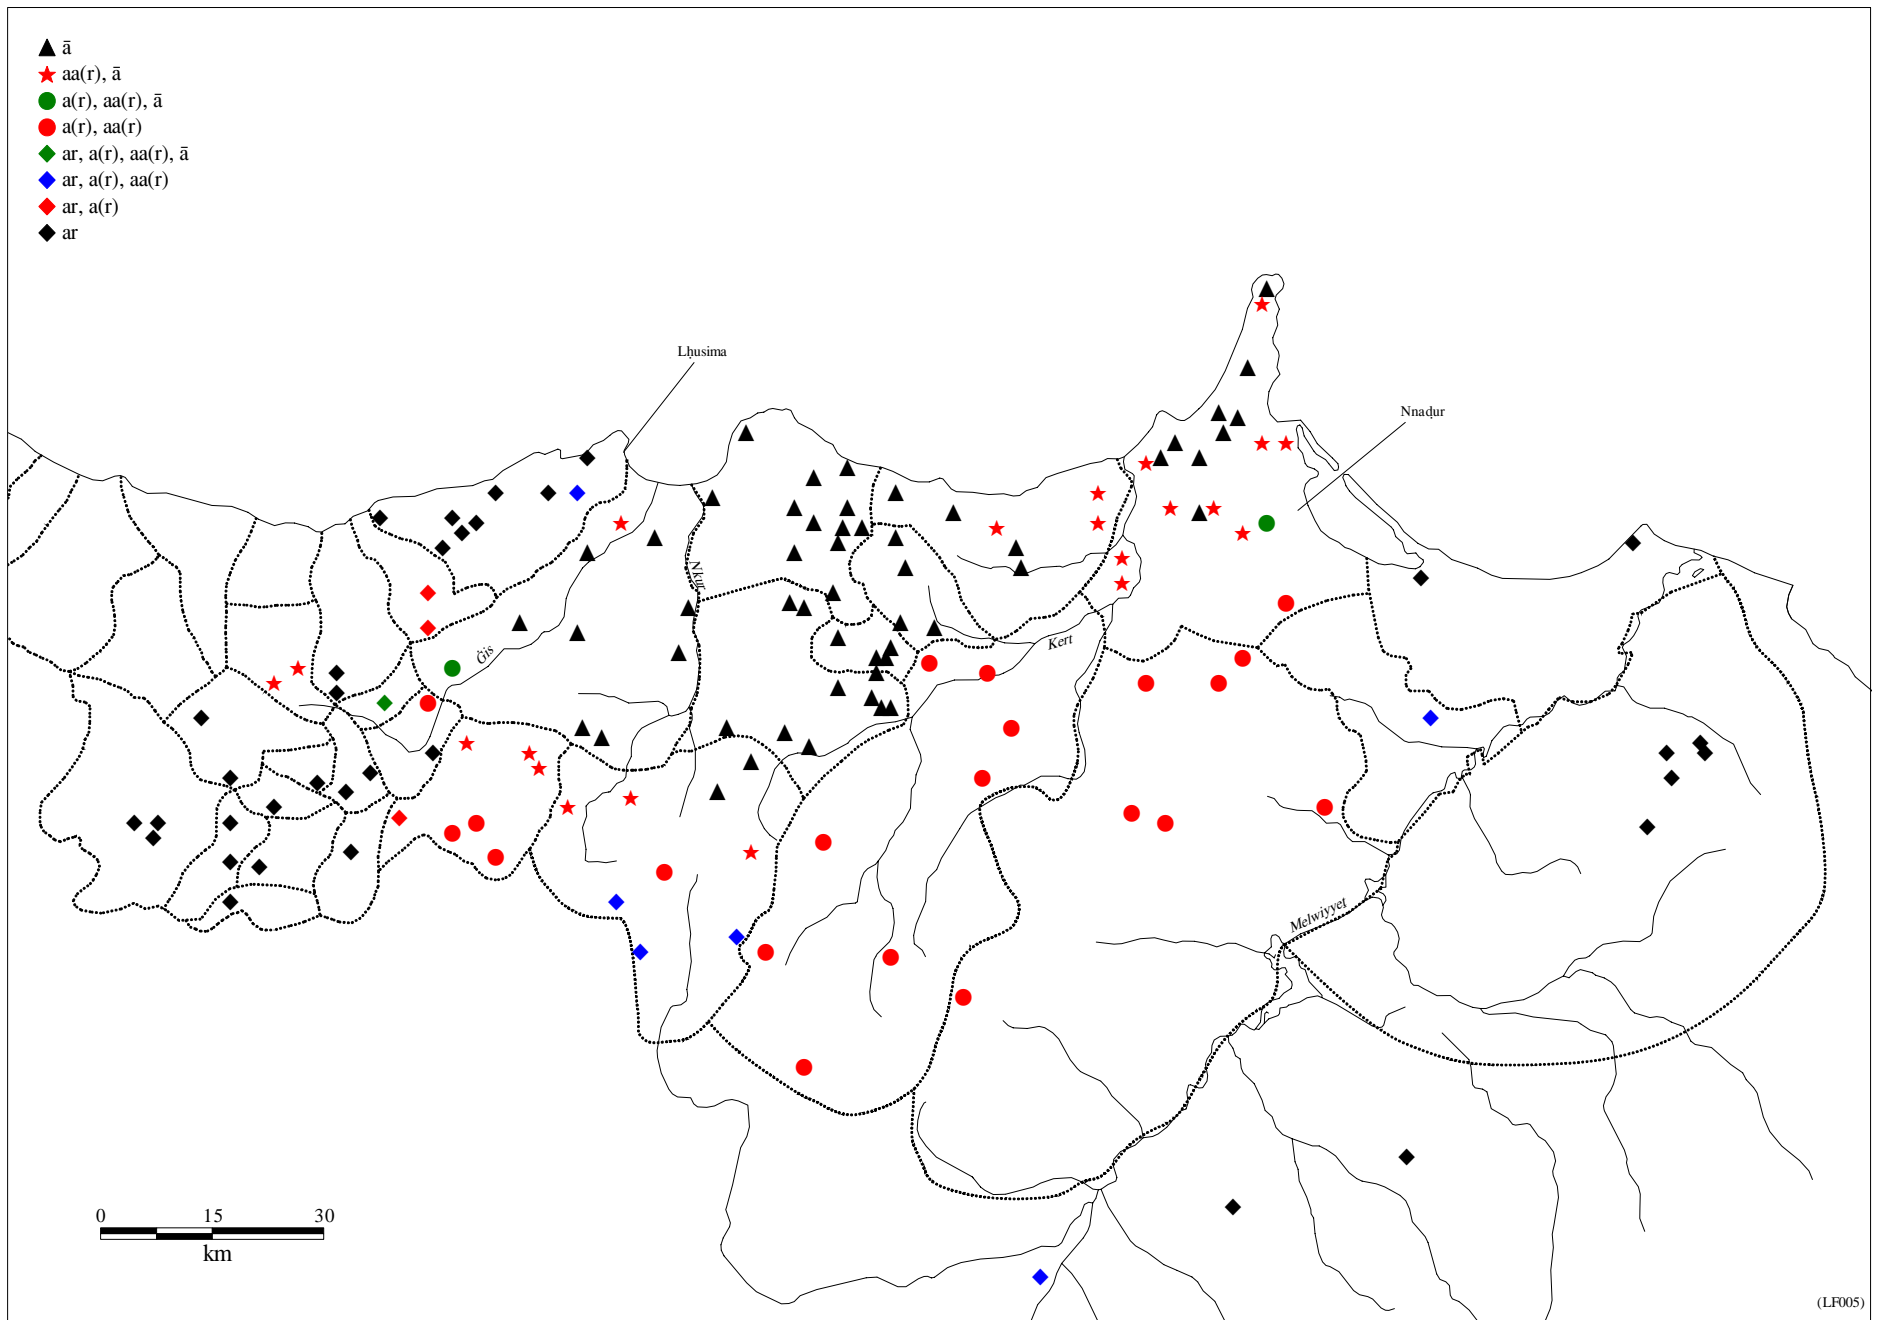 ā
aa(r), ā
a(r), aa(r), ā
a(r), aa(r)
ar, a(r), aa(r), ā
ar, a(r), aa(r)
ar, a(r)
ar
Lḥusima
Nnaḍur
Nkur
Ġis
Kert
Melwiyyet
0 15 30
km
(LF005)